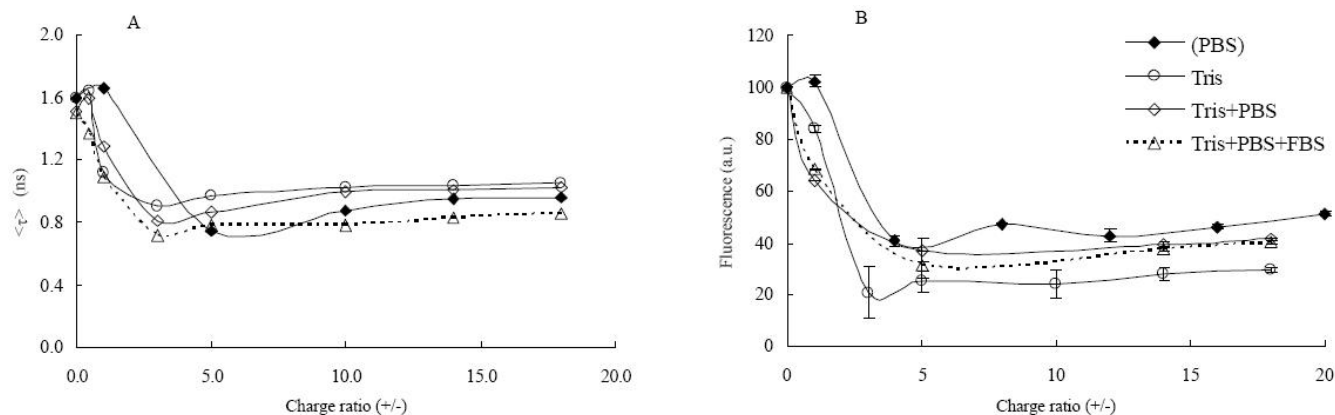 A
2.0
1.6
1.2
0.8
0.4
0.0
<τ> (ns)
0.0 5.0 10.0 15.0 20.0
Charge ratio (+/-)
B
120
100
80
60
40
20
0
Fluorescence (a.u.)
0 5 10 15 20
Charge ratio (+/-)
(PBS)
Tris
Tris+PBS
Tris+PBS+FBS